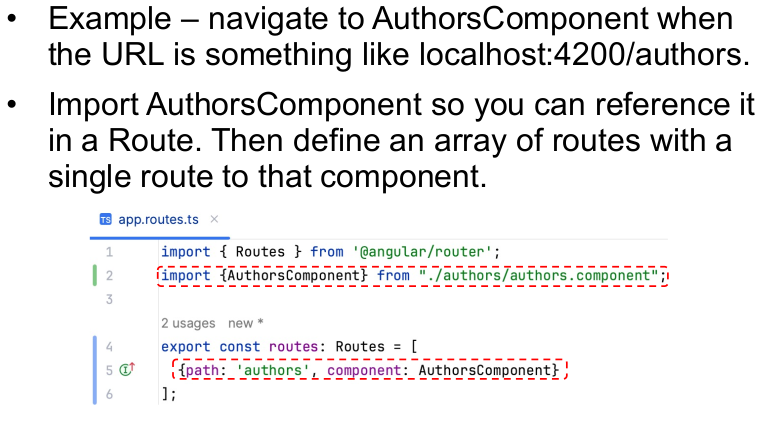 • Example – navigate to AuthorsComponent when
the URL is something like localhost:4200/authors.
• Import AuthorsComponent so you can reference it
in a Route. Then define an array of routes with a
single route to that component.
TS app.routes.ts ×
1 import { Routes } from '@angular/router';
2 import {AuthorsComponent} from "./authors/authors.component";
3
2 usages new *
4 export const routes: Routes = [
5 {path: 'authors', component: AuthorsComponent}
6 ];